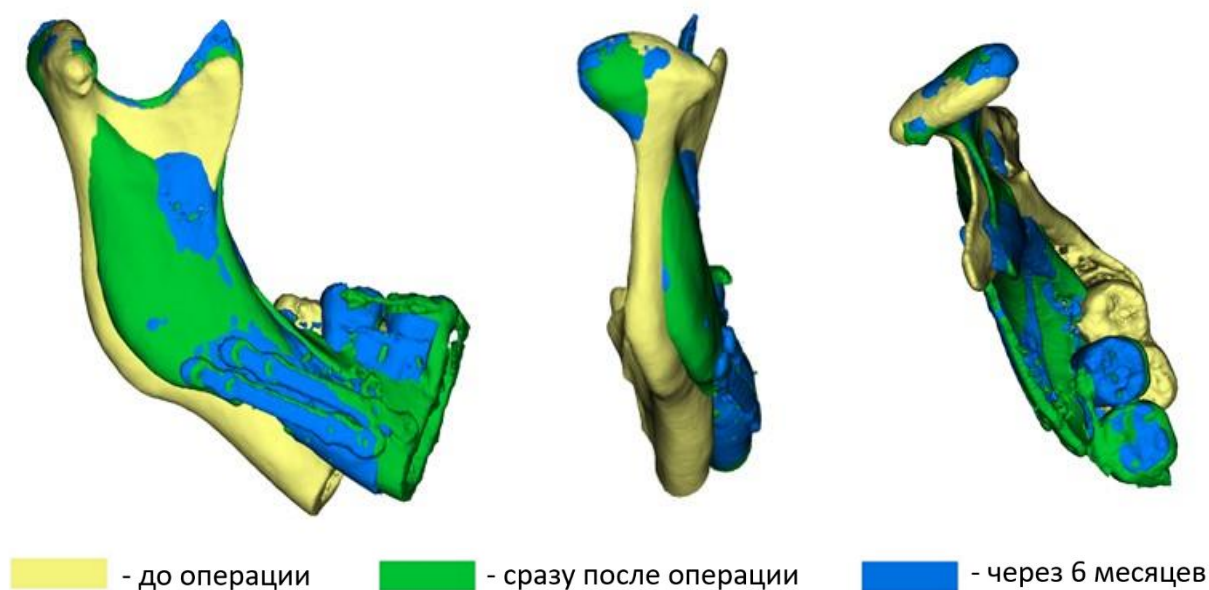 - до операции
- сразу после операции
- через 6 месяцев